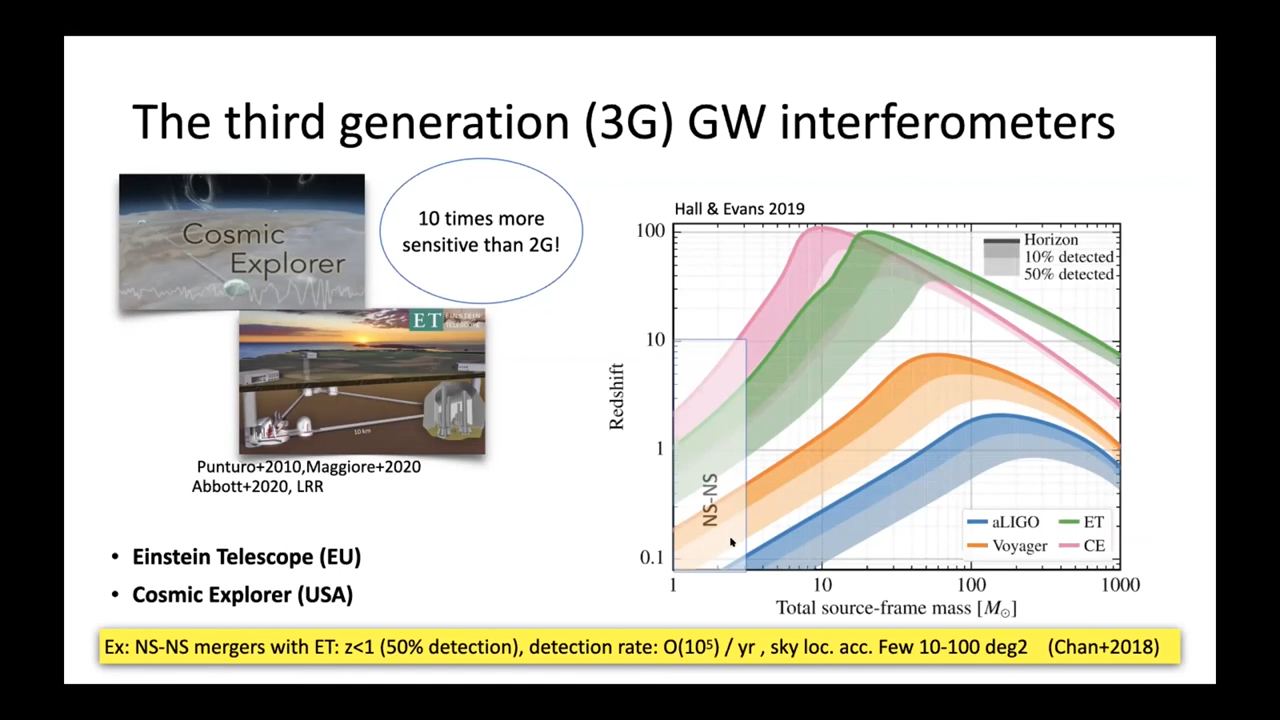 The third generation (3G) GW interferometers
Cosmic
Explorer
10 times more
sensitive than 2G!
ET EINSTEIN
TELESCOPE
10 km
Punturo+2010,Maggiore+2020
Abbott+2020, LRR
• Einstein Telescope (EU)
• Cosmic Explorer (USA)
Hall & Evans 2019
Horizon
10% detected
50% detected
100
10
1
0.1
Redshift
NS-NS
aLIGO
ET
Voyager
CE
1
10
100
1000
Total source-frame mass [M⊙]
Ex: NS-NS mergers with ET: z<1 (50% detection), detection rate: O(10⁵) / yr , sky loc. acc. Few 10-100 deg2 (Chan+2018)